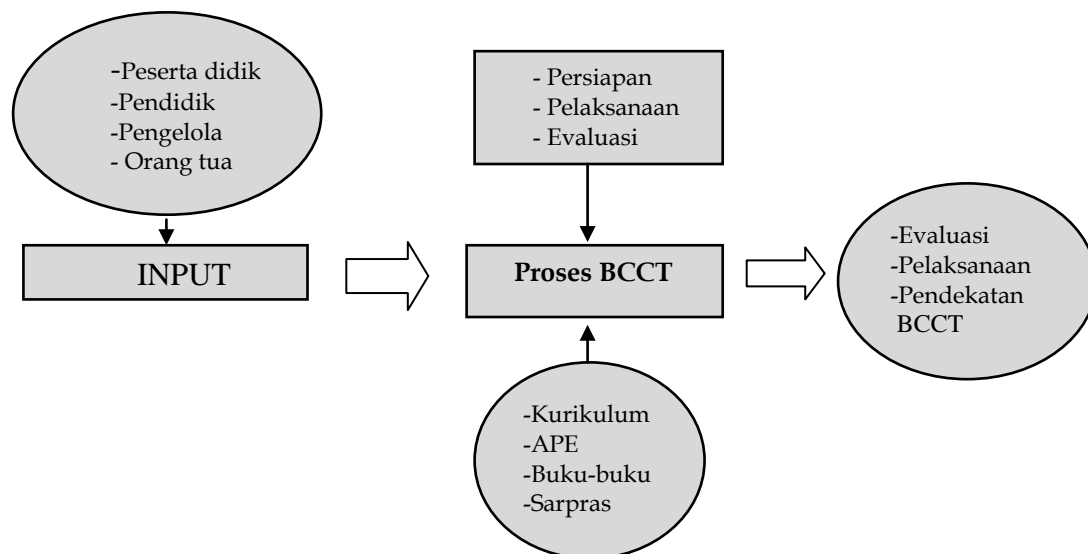 -Peserta didik
-Pendidik
-Pengelola
- Orang tua
INPUT
- Persiapan
- Pelaksanaan
- Evaluasi
Proses BCCT
-Kurikulum
-APE
-Buku-buku
-Sarpras
-Evaluasi
-Pelaksanaan
-Pendekatan
BCCT